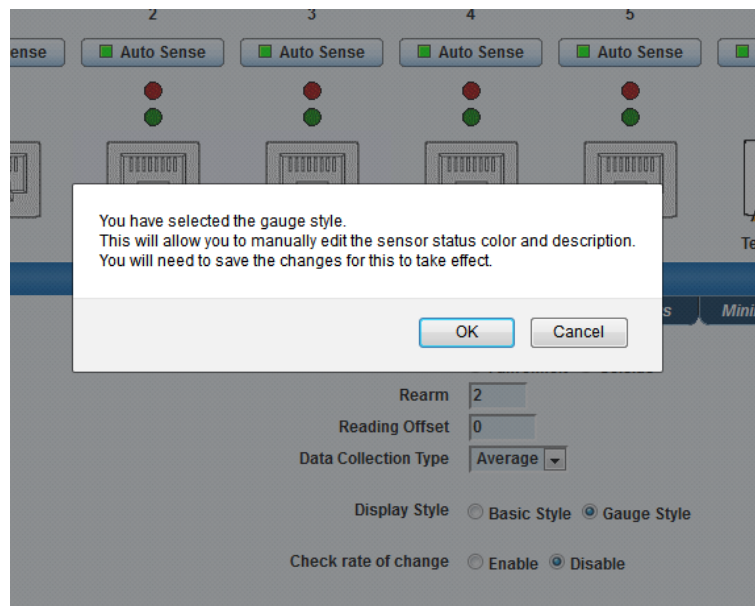 2 3 4 5
ense Auto Sense Auto Sense Auto Sense Auto Sense
You have selected the gauge style.
This will allow you to manually edit the sensor status color and description.
You will need to save the changes for this to take effect.
Te
OK Cancel
s Mini
Rearm 2
Reading Offset 0
Data Collection Type Average
Display Style Basic Style Gauge Style
Check rate of change Enable Disable